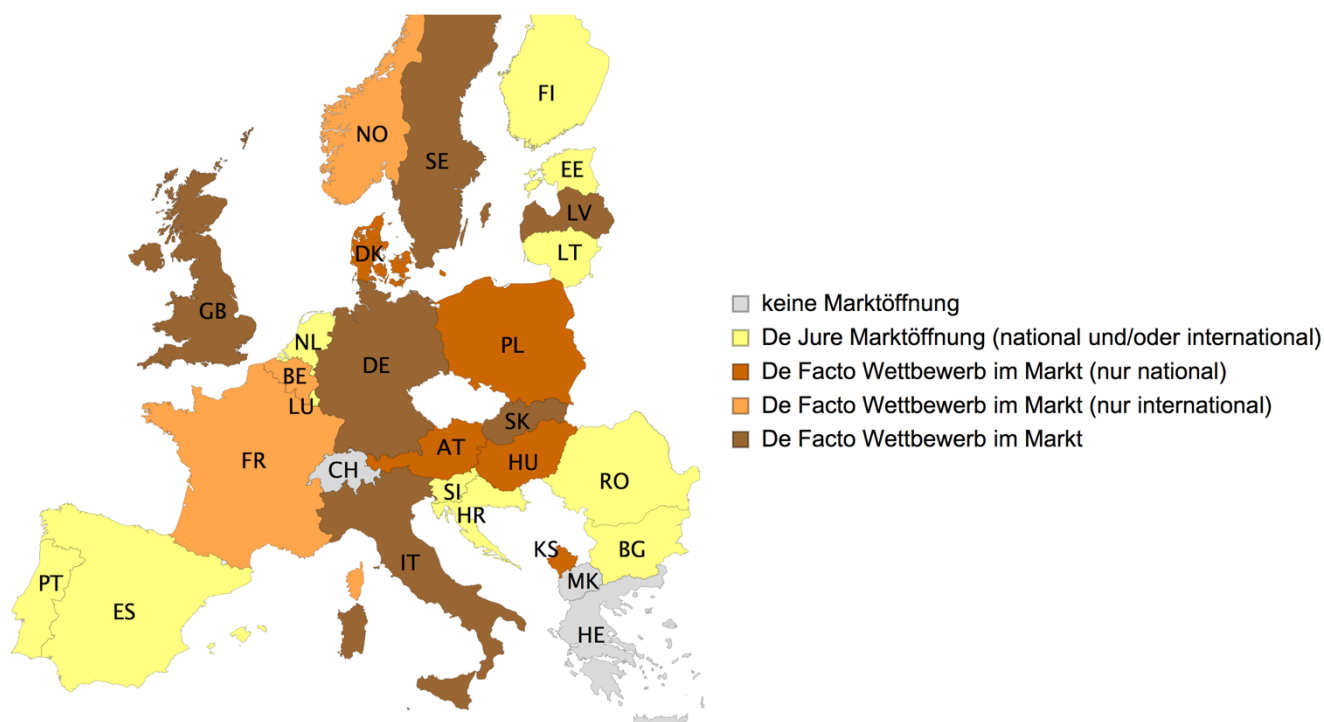 FI
NO
SE
EE
LV
LT
DK
GB
NL
PL
DE
BE
LU
SK
AT
HU
FR
CH
RO
SI
HR
BG
KS
IT
MK
PT
ES
HE
keine Marktöffnung
De Jure Marktöffnung (national und/oder international)
De Facto Wettbewerb im Markt (nur national)
De Facto Wettbewerb im Markt (nur international)
De Facto Wettbewerb im Markt